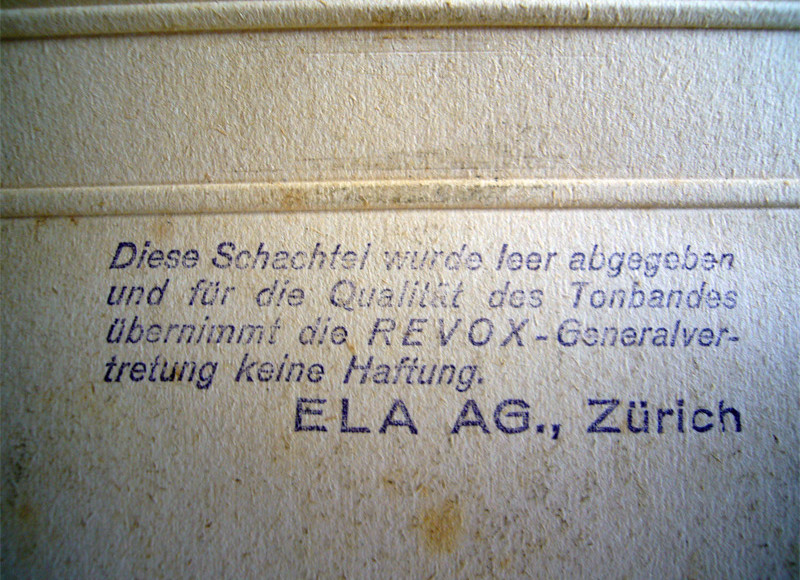 Diese Schachtel wurde leer abgegeben
und für die Qualität des Tonbandes
übernimmt die REVOX-Generalver-
tretung keine Haftung.
ELA AG., Zürich